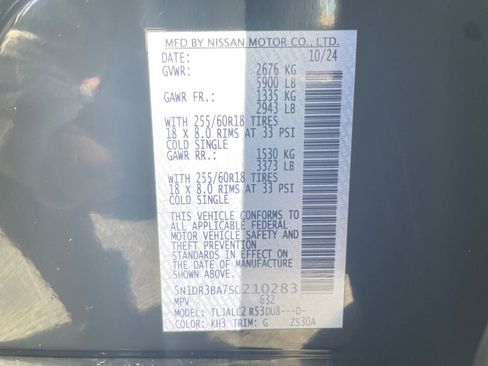 MFD BY NISSAN MOTOR CO., LTD.
DATE: 10/24
GVWR: 2676 KG
5900 LB
GAWR FR.: 1335 KG
2943 LB
WITH 255/60R18 TIRES
18 X 8.0 RIMS AT 33 PSI
COLD SINGLE
GAWR RR.: 1530 KG
3373 LB
WITH 255/60R18 TIRES
18 X 8.0 RIMS AT 33 PSI
COLD SINGLE
THIS VEHICLE CONFORMS TO
ALL APPLICABLE FEDERAL
MOTOR VEHICLE SAFETY AND
THEFT PREVENTION
STANDARDS IN EFFECT ON
THE DATE OF MANUFACTURE
SHOWN ABOVE.
5N1DR3BA7SC210283
MPV 632
MODEL: TLJALC2 R53DU8---D-
COLOR: KH3 TRIM: G ZS30A